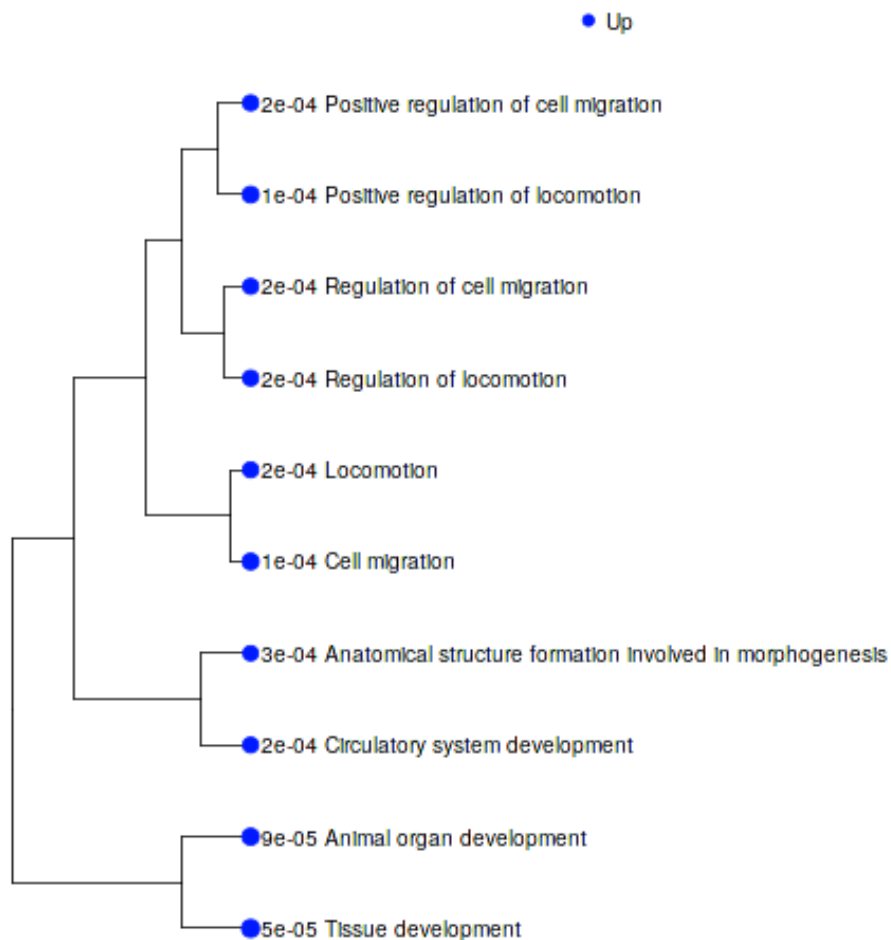 Up
2e-04 Positive regulation of cell migration
1e-04 Positive regulation of locomotion
2e-04 Regulation of cell migration
2e-04 Regulation of locomotion
2e-04 Locomotion
1e-04 Cell migration
3e-04 Anatomical structure formation involved in morphogenesis
2e-04 Circulatory system development
9e-05 Animal organ development
5e-05 Tissue development